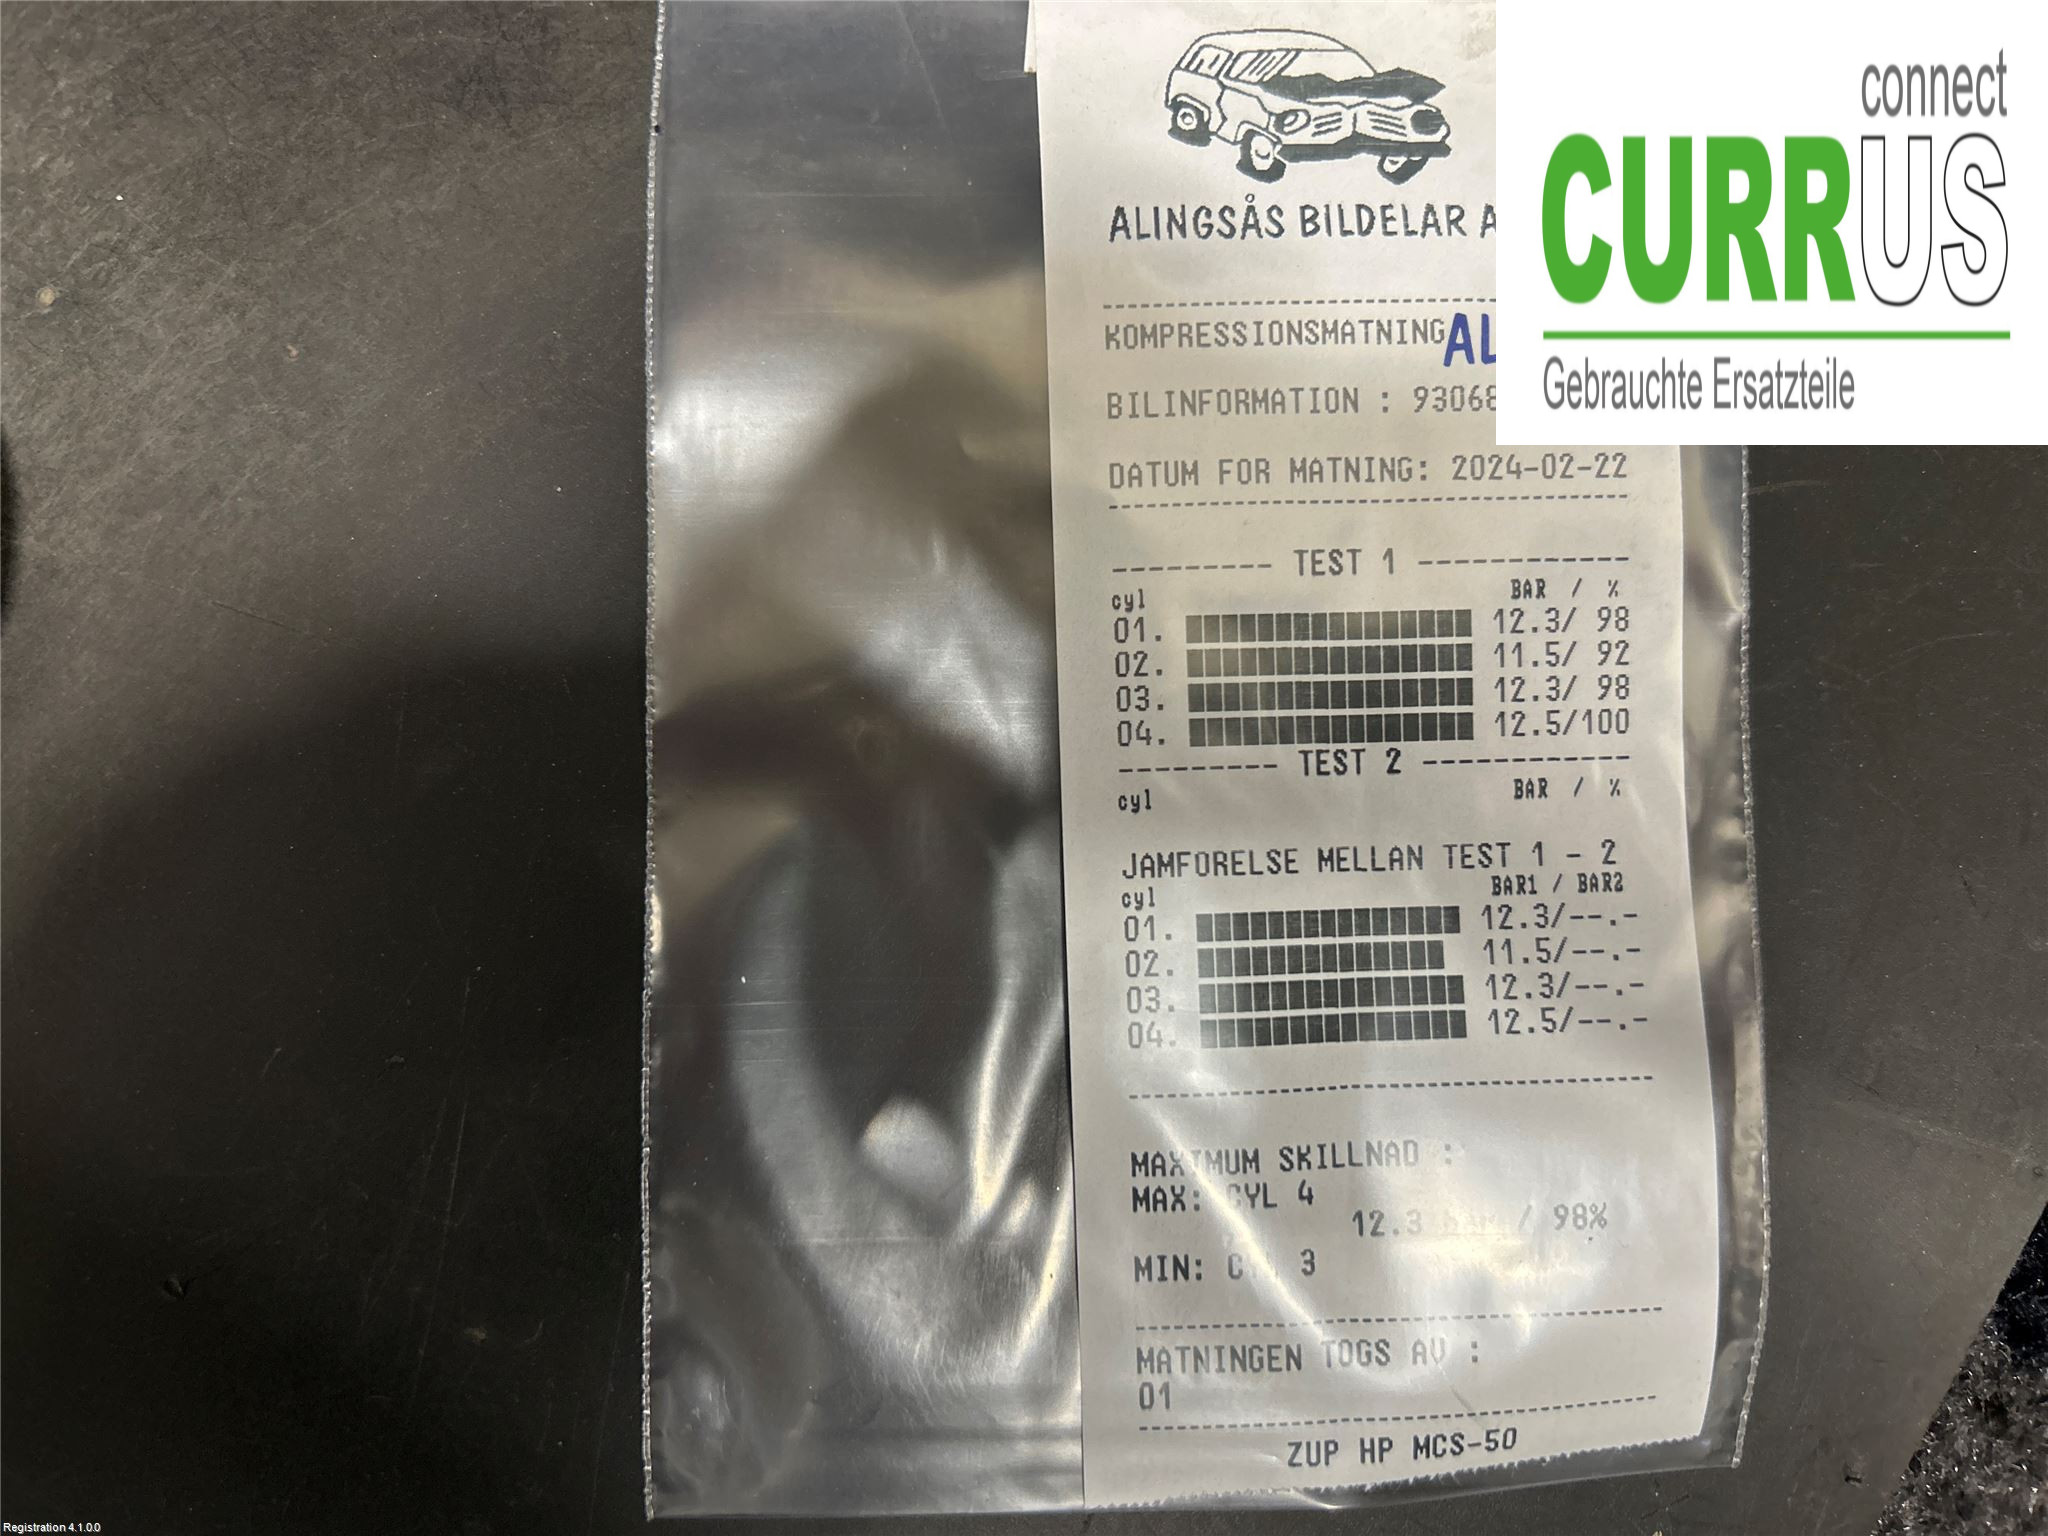 connect
CURRUS
Gebrauchte Ersatzteile
ALINGSÅS BILDELAR A
KOMPRESSIONSMATNING AL
BILINFORMATION : 93068
DATUM FOR MATNING: 2024-02-22
--------- TEST 1 ------------
cyl BAR / %
01. 12.3/ 98
02. 11.5/ 92
03. 12.3/ 98
04. 12.5/100
--------- TEST 2 ------------
cyl BAR / %
JAMFORELSE MELLAN TEST 1 - 2
cyl BAR1 / BAR2
01. 12.3/--.-
02. 11.5/--.-
03. 12.3/--.-
04. 12.5/--.-
MAXIMUM SKILLNAD :
MAX: CYL 4
12.3 / 98%
MIN: 3
MATNINGEN TOGS AV :
01
ZUP HP MCS-50
Registration 4.1.0.0